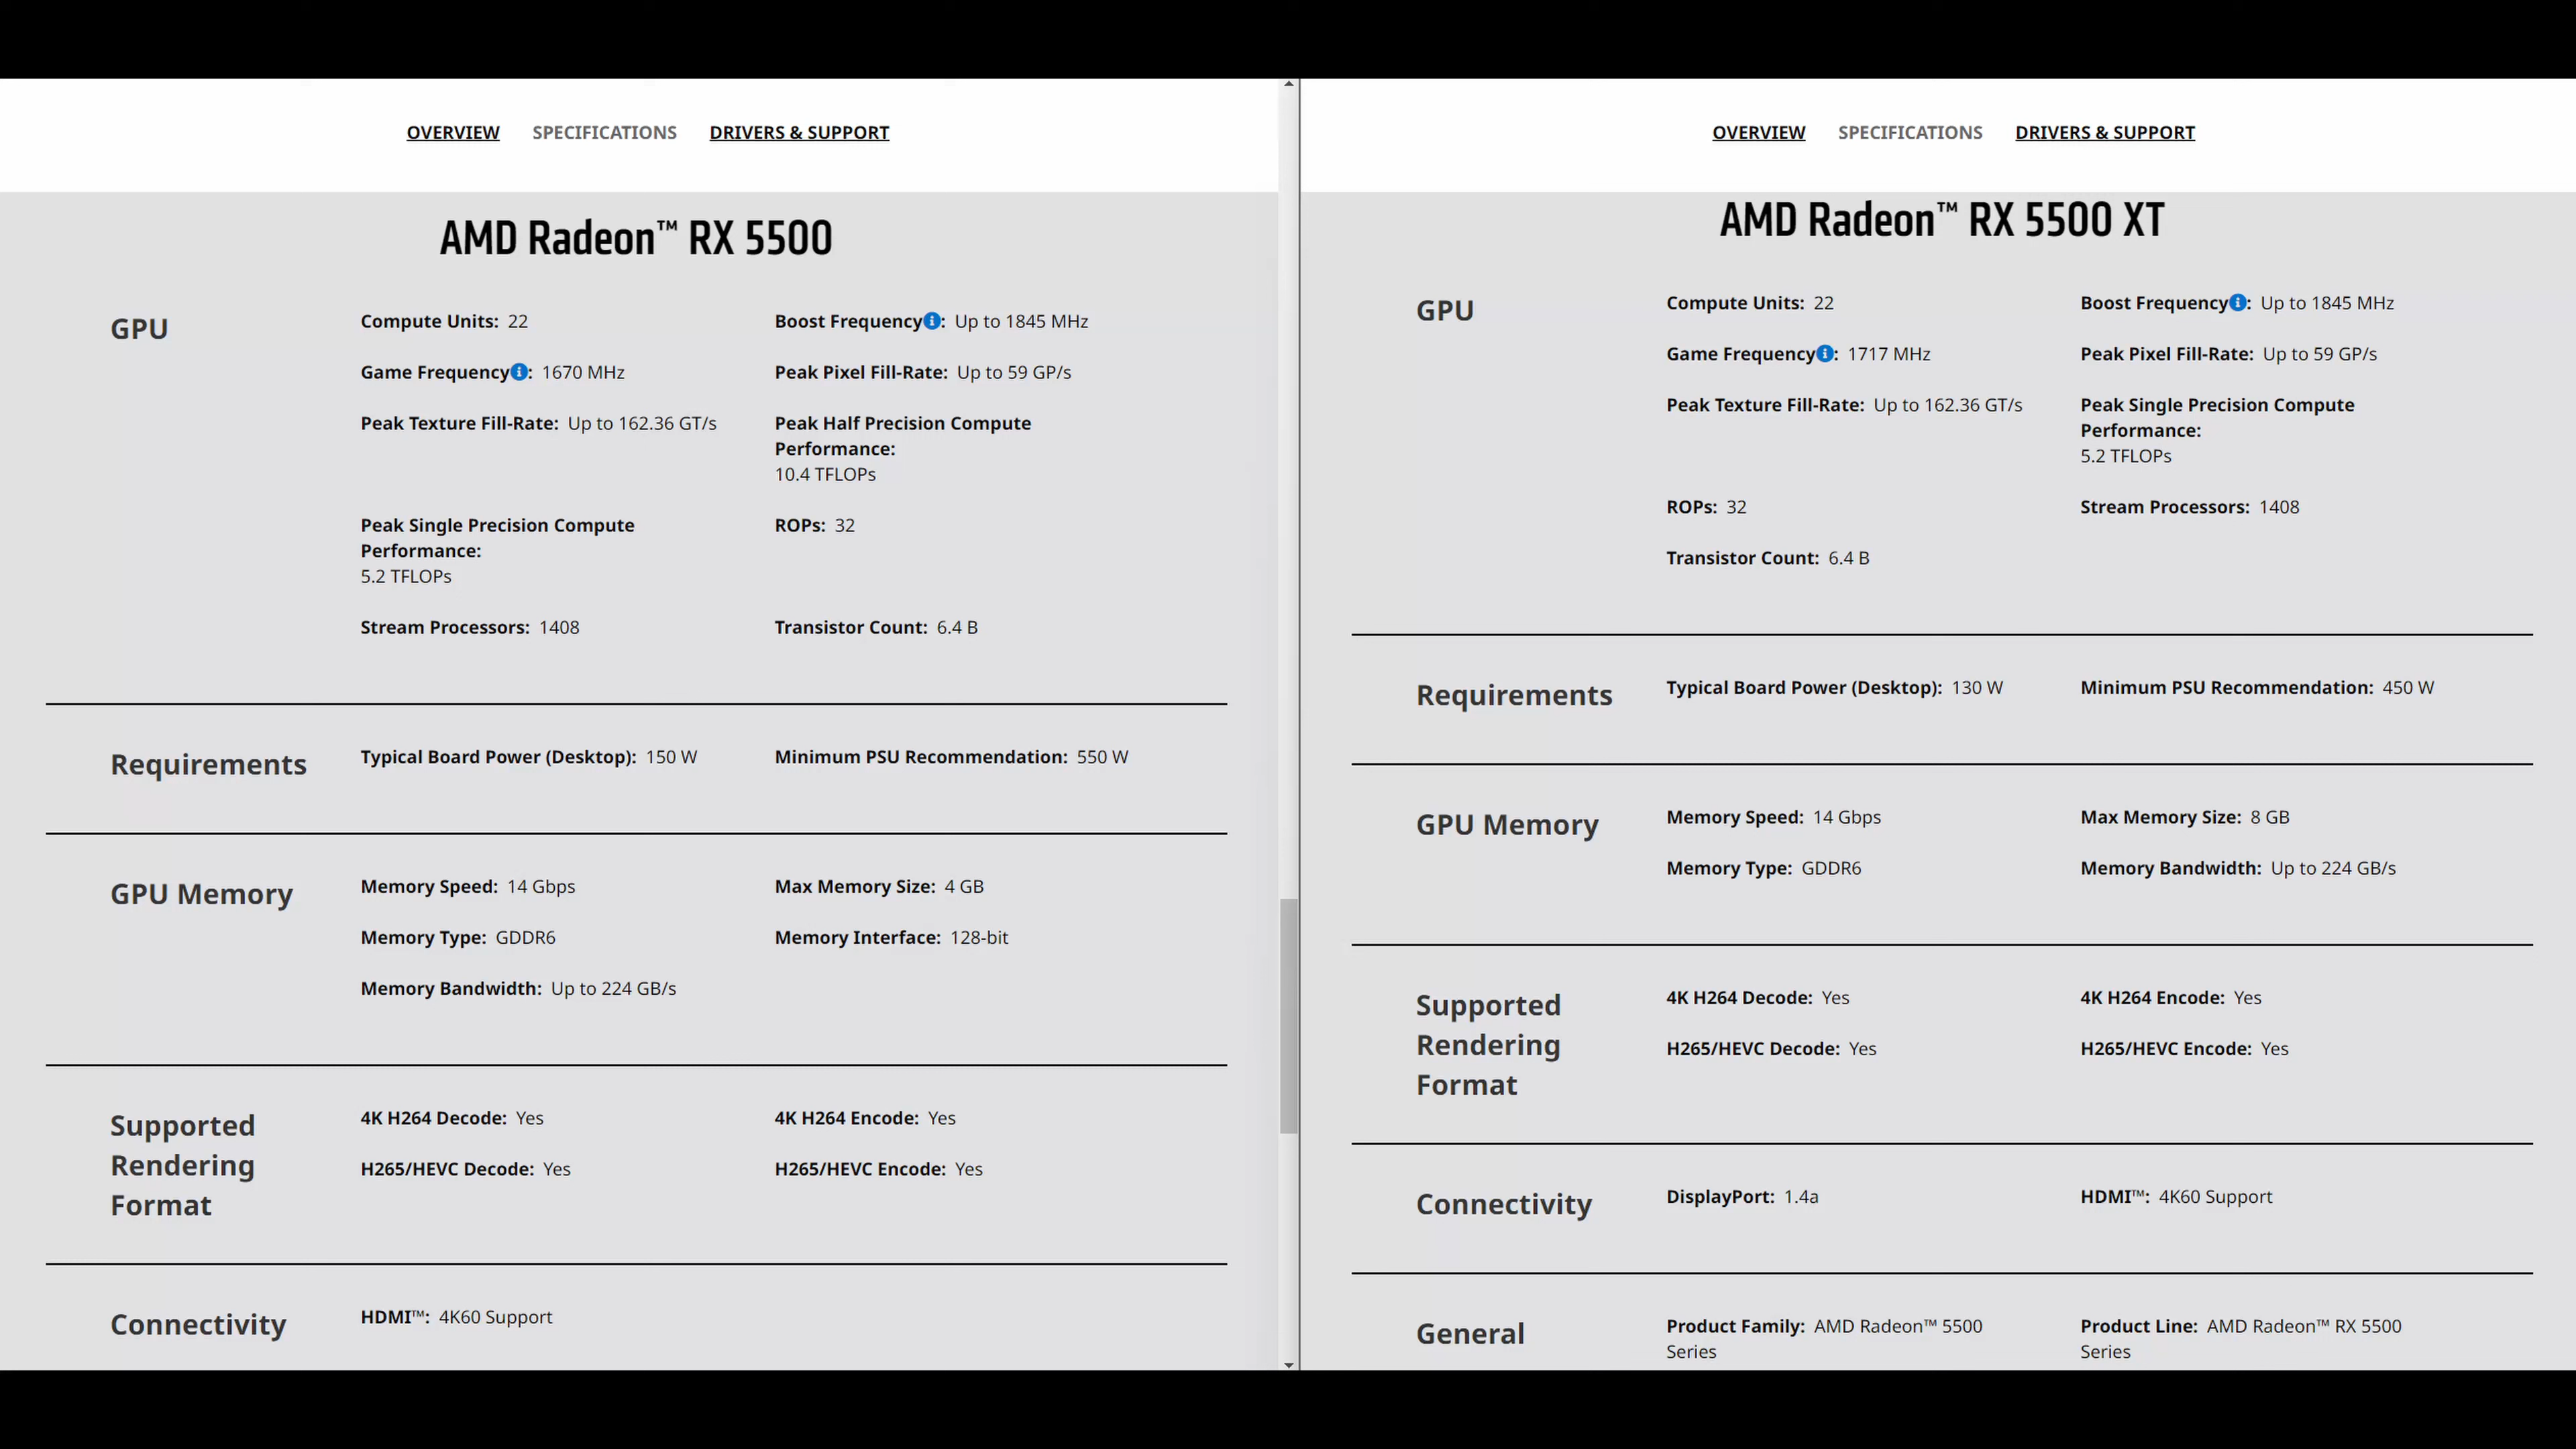 OVERVIEW SPECIFICATIONS DRIVERS & SUPPORT
AMD Radeon™ RX 5500
GPU
Compute Units: 22
Boost Frequency: Up to 1845 MHz
Game Frequency: 1670 MHz
Peak Pixel Fill-Rate: Up to 59 GP/s
Peak Texture Fill-Rate: Up to 162.36 GT/s
Peak Half Precision Compute
Performance:
10.4 TFLOPs
Peak Single Precision Compute
Performance:
5.2 TFLOPs
ROPs: 32
Stream Processors: 1408
Transistor Count: 6.4 B
Requirements
Typical Board Power (Desktop): 150 W
Minimum PSU Recommendation: 550 W
GPU Memory
Memory Speed: 14 Gbps
Max Memory Size: 4 GB
Memory Type: GDDR6
Memory Interface: 128-bit
Memory Bandwidth: Up to 224 GB/s
Supported
Rendering
Format
4K H264 Decode: Yes
4K H264 Encode: Yes
H265/HEVC Decode: Yes
H265/HEVC Encode: Yes
Connectivity
HDMI™: 4K60 Support
OVERVIEW SPECIFICATIONS DRIVERS & SUPPORT
AMD Radeon™ RX 5500 XT
GPU
Compute Units: 22
Boost Frequency: Up to 1845 MHz
Game Frequency: 1717 MHz
Peak Pixel Fill-Rate: Up to 59 GP/s
Peak Texture Fill-Rate: Up to 162.36 GT/s
Peak Single Precision Compute
Performance:
5.2 TFLOPs
ROPs: 32
Stream Processors: 1408
Transistor Count: 6.4 B
Requirements
Typical Board Power (Desktop): 130 W
Minimum PSU Recommendation: 450 W
GPU Memory
Memory Speed: 14 Gbps
Max Memory Size: 8 GB
Memory Type: GDDR6
Memory Bandwidth: Up to 224 GB/s
Supported
Rendering
Format
4K H264 Decode: Yes
4K H264 Encode: Yes
H265/HEVC Decode: Yes
H265/HEVC Encode: Yes
Connectivity
DisplayPort: 1.4a
HDMI™: 4K60 Support
General
Product Family: AMD Radeon™ 5500
Series
Product Line: AMD Radeon™ RX 5500
Series